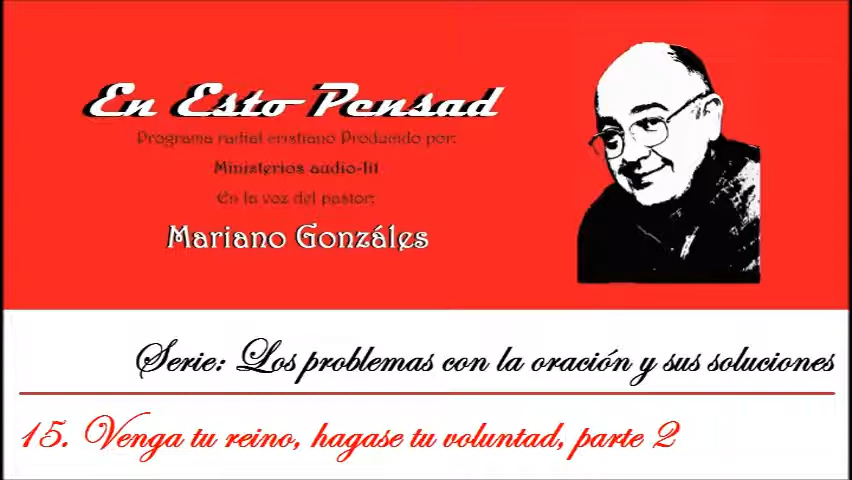 En Esto Pensad
Programa radial cristiano Producido por:
Ministerios audio-lit
En la voz del pastor:
Mariano Gonzáles
Serie: Los problemas con la oración y sus soluciones
15. Venga tu reino, hagase tu voluntad, parte 2